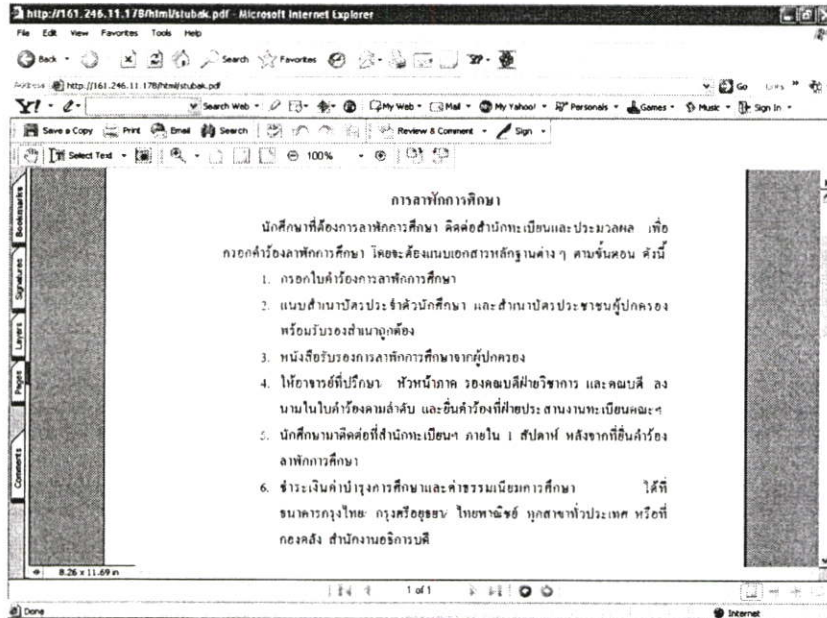 http://161.246.11.178/html/stubak.pdf - Microsoft Internet Explorer
File Edit View Favorites Tools Help
Back Search Favorites
Address http://161.246.11.178/html/stubak.pdf Go Links »
Y! Search Web My Web Mail My Yahoo! Personals Games Music Sign In
Save a Copy Print Email Search Review & Comment Sign
Select Text 100%
Bookmarks
Signatures
Layers
Pages
Comments
การลาพักการศึกษา
นักศึกษาที่ต้องการลาพักการศึกษา ติดต่อสำนักทะเบียนและประมวลผล เพื่อ
กรอกคำร้องลาพักการศึกษา โดยจะต้องแนบเอกสารหลักฐานต่าง ๆ ตามขั้นตอน ดังนี้
1. กรอกใบคำร้องการลาพักการศึกษา
2. แนบสำเนาบัตรประจำตัวนักศึกษา และสำเนาบัตรประชาชนผู้ปกครอง
พร้อมรับรองสำเนาถูกต้อง
3. หนังสือรับรองการลาพักการศึกษาจากผู้ปกครอง
4. ให้อาจารย์ที่ปรึกษา หัวหน้าภาค รองคณบดีฝ่ายวิชาการ และคณบดี ลง
นามในใบคำร้องตามลำดับ และยื่นคำร้องที่ฝ่ายประสานงานทะเบียนคณะฯ
5. นักศึกษามาติดต่อที่สำนักทะเบียนฯ ภายใน 1 สัปดาห์ หลังจากที่ยื่นคำร้อง
ลาพักการศึกษา
6. ชำระเงินค่าบำรุงการศึกษาและค่าธรรมเนียมการศึกษา ได้ที่
ธนาคารกรุงไทย กรุงศรีอยุธยา ไทยพาณิชย์ ทุกสาขาทั่วประเทศ หรือที่
กองคลัง สำนักงานอธิการบดี
8.26 x 11.69 in
1 of 1
Done Internet